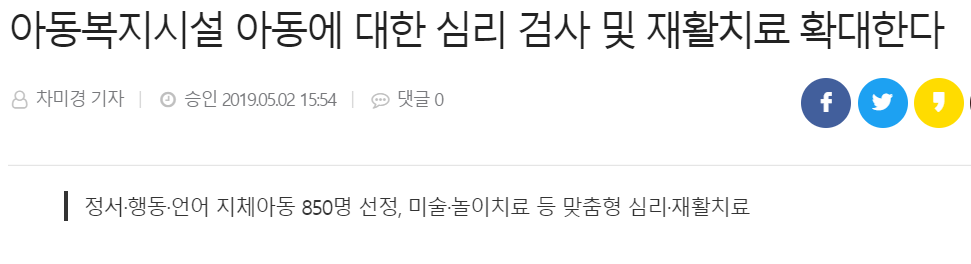 아동복지시설 아동에 대한 심리 검사 및 재활치료 확대한다
차미경 기자 승인 2019.05.02 15:54 댓글 0
정서·행동·언어 지체아동 850명 선정, 미술·놀이치료 등 맞춤형 심리·재활치료